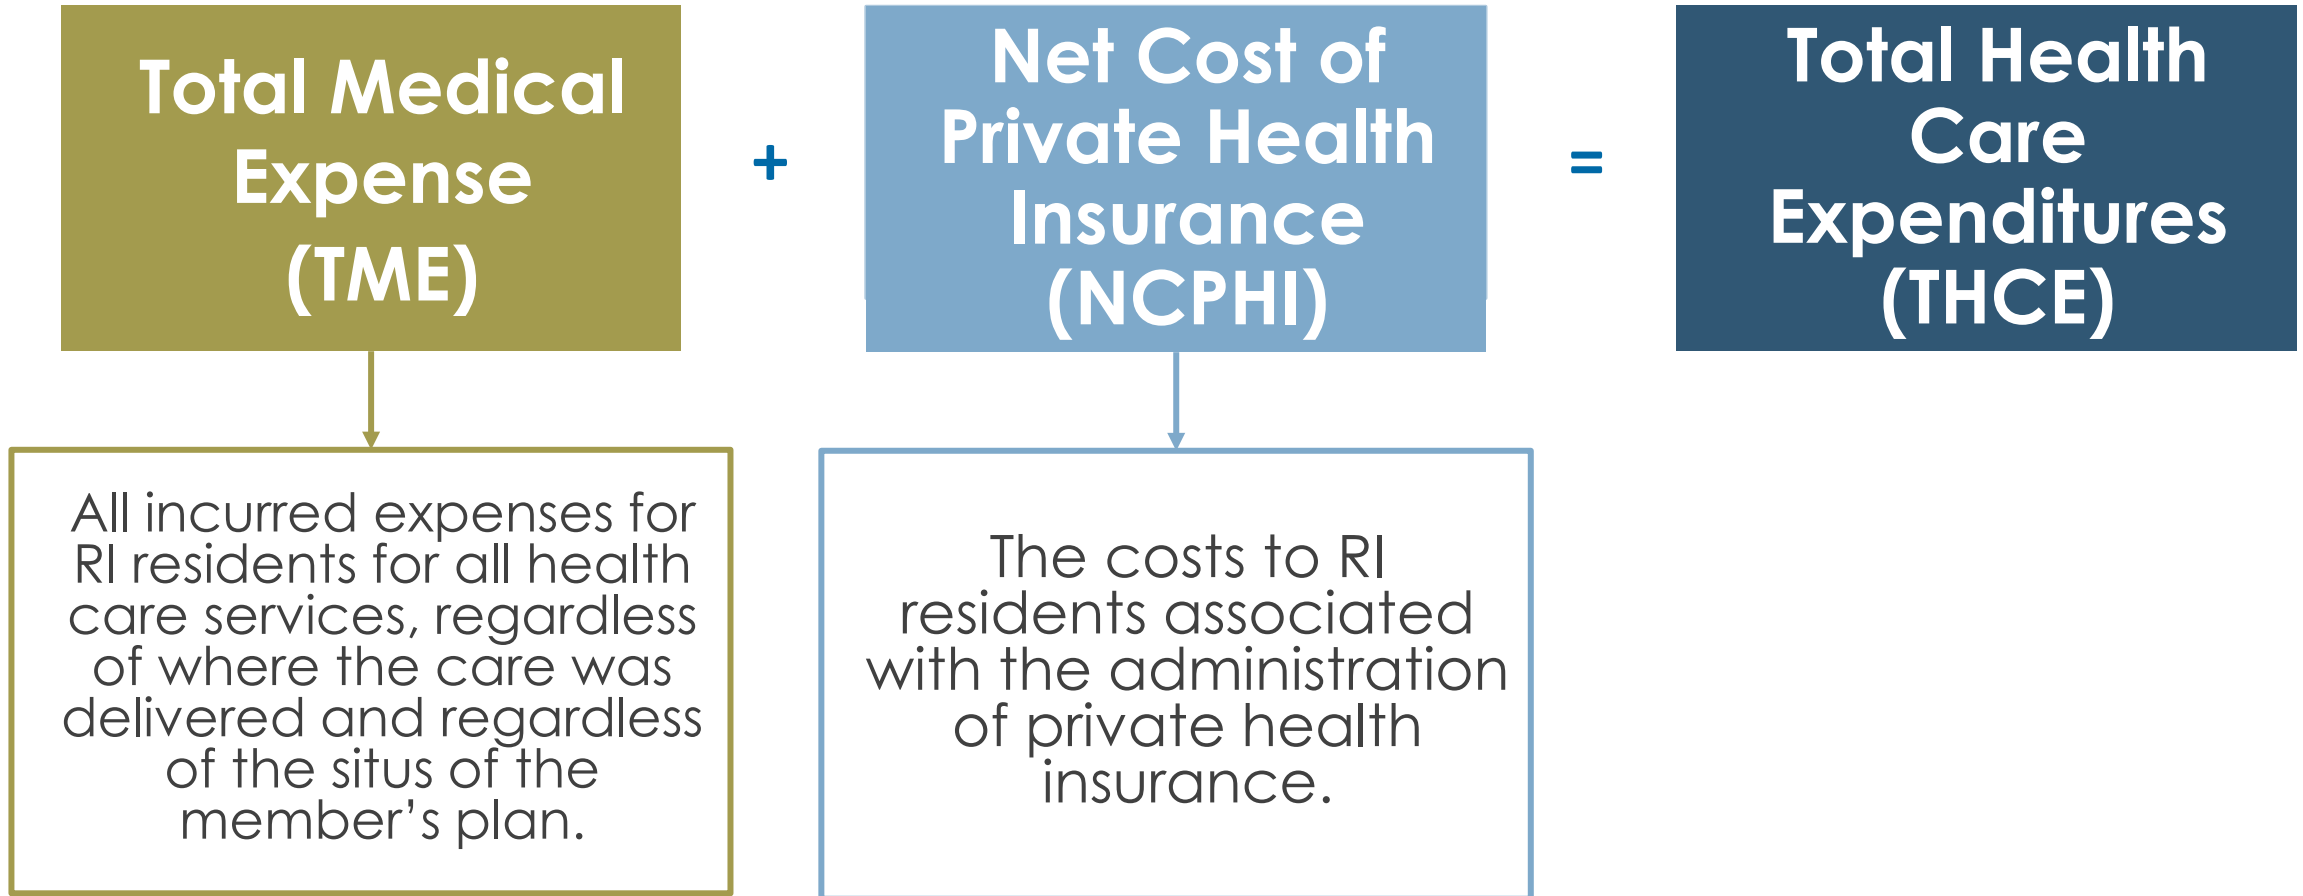 Total Medical
Expense
(TME)
+
Net Cost of
Private Health
Insurance
(NCPHI)
=
Total Health
Care
Expenditures
(THCE)
All incurred expenses for
RI residents for all health
care services, regardless
of where the care was
delivered and regardless
of the situs of the
member’s plan.
The costs to RI
residents associated
with the administration
of private health
insurance.